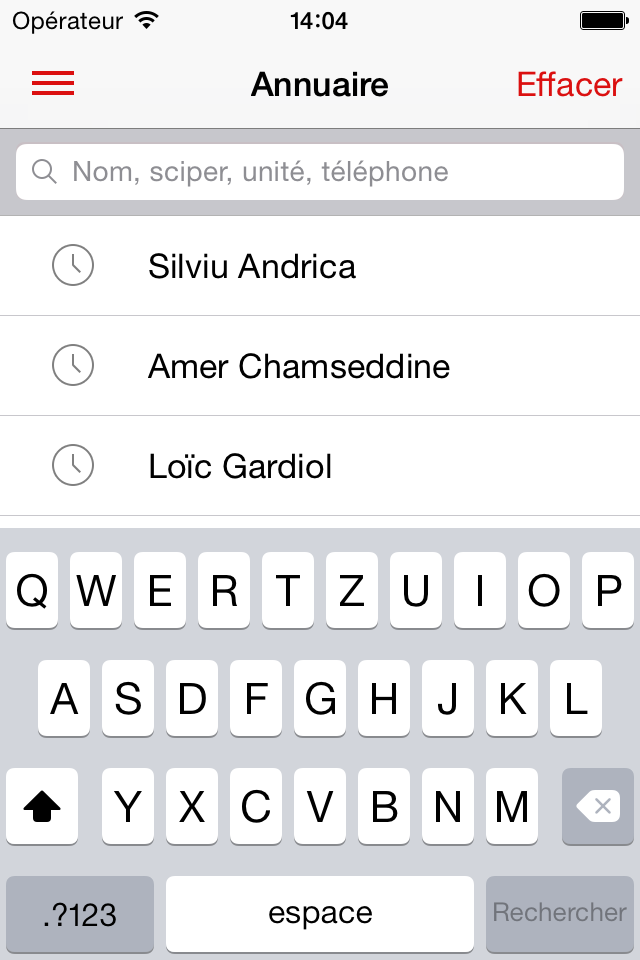 Opérateur 14:04
Annuaire Effacer
Nom, sciper, unité, téléphone
Silviu Andrica
Amer Chamseddine
Loïc Gardiol
Q W E R T Z U I O P
A S D F G H J K L
Y X C V B N M
.?123 espace Rechercher